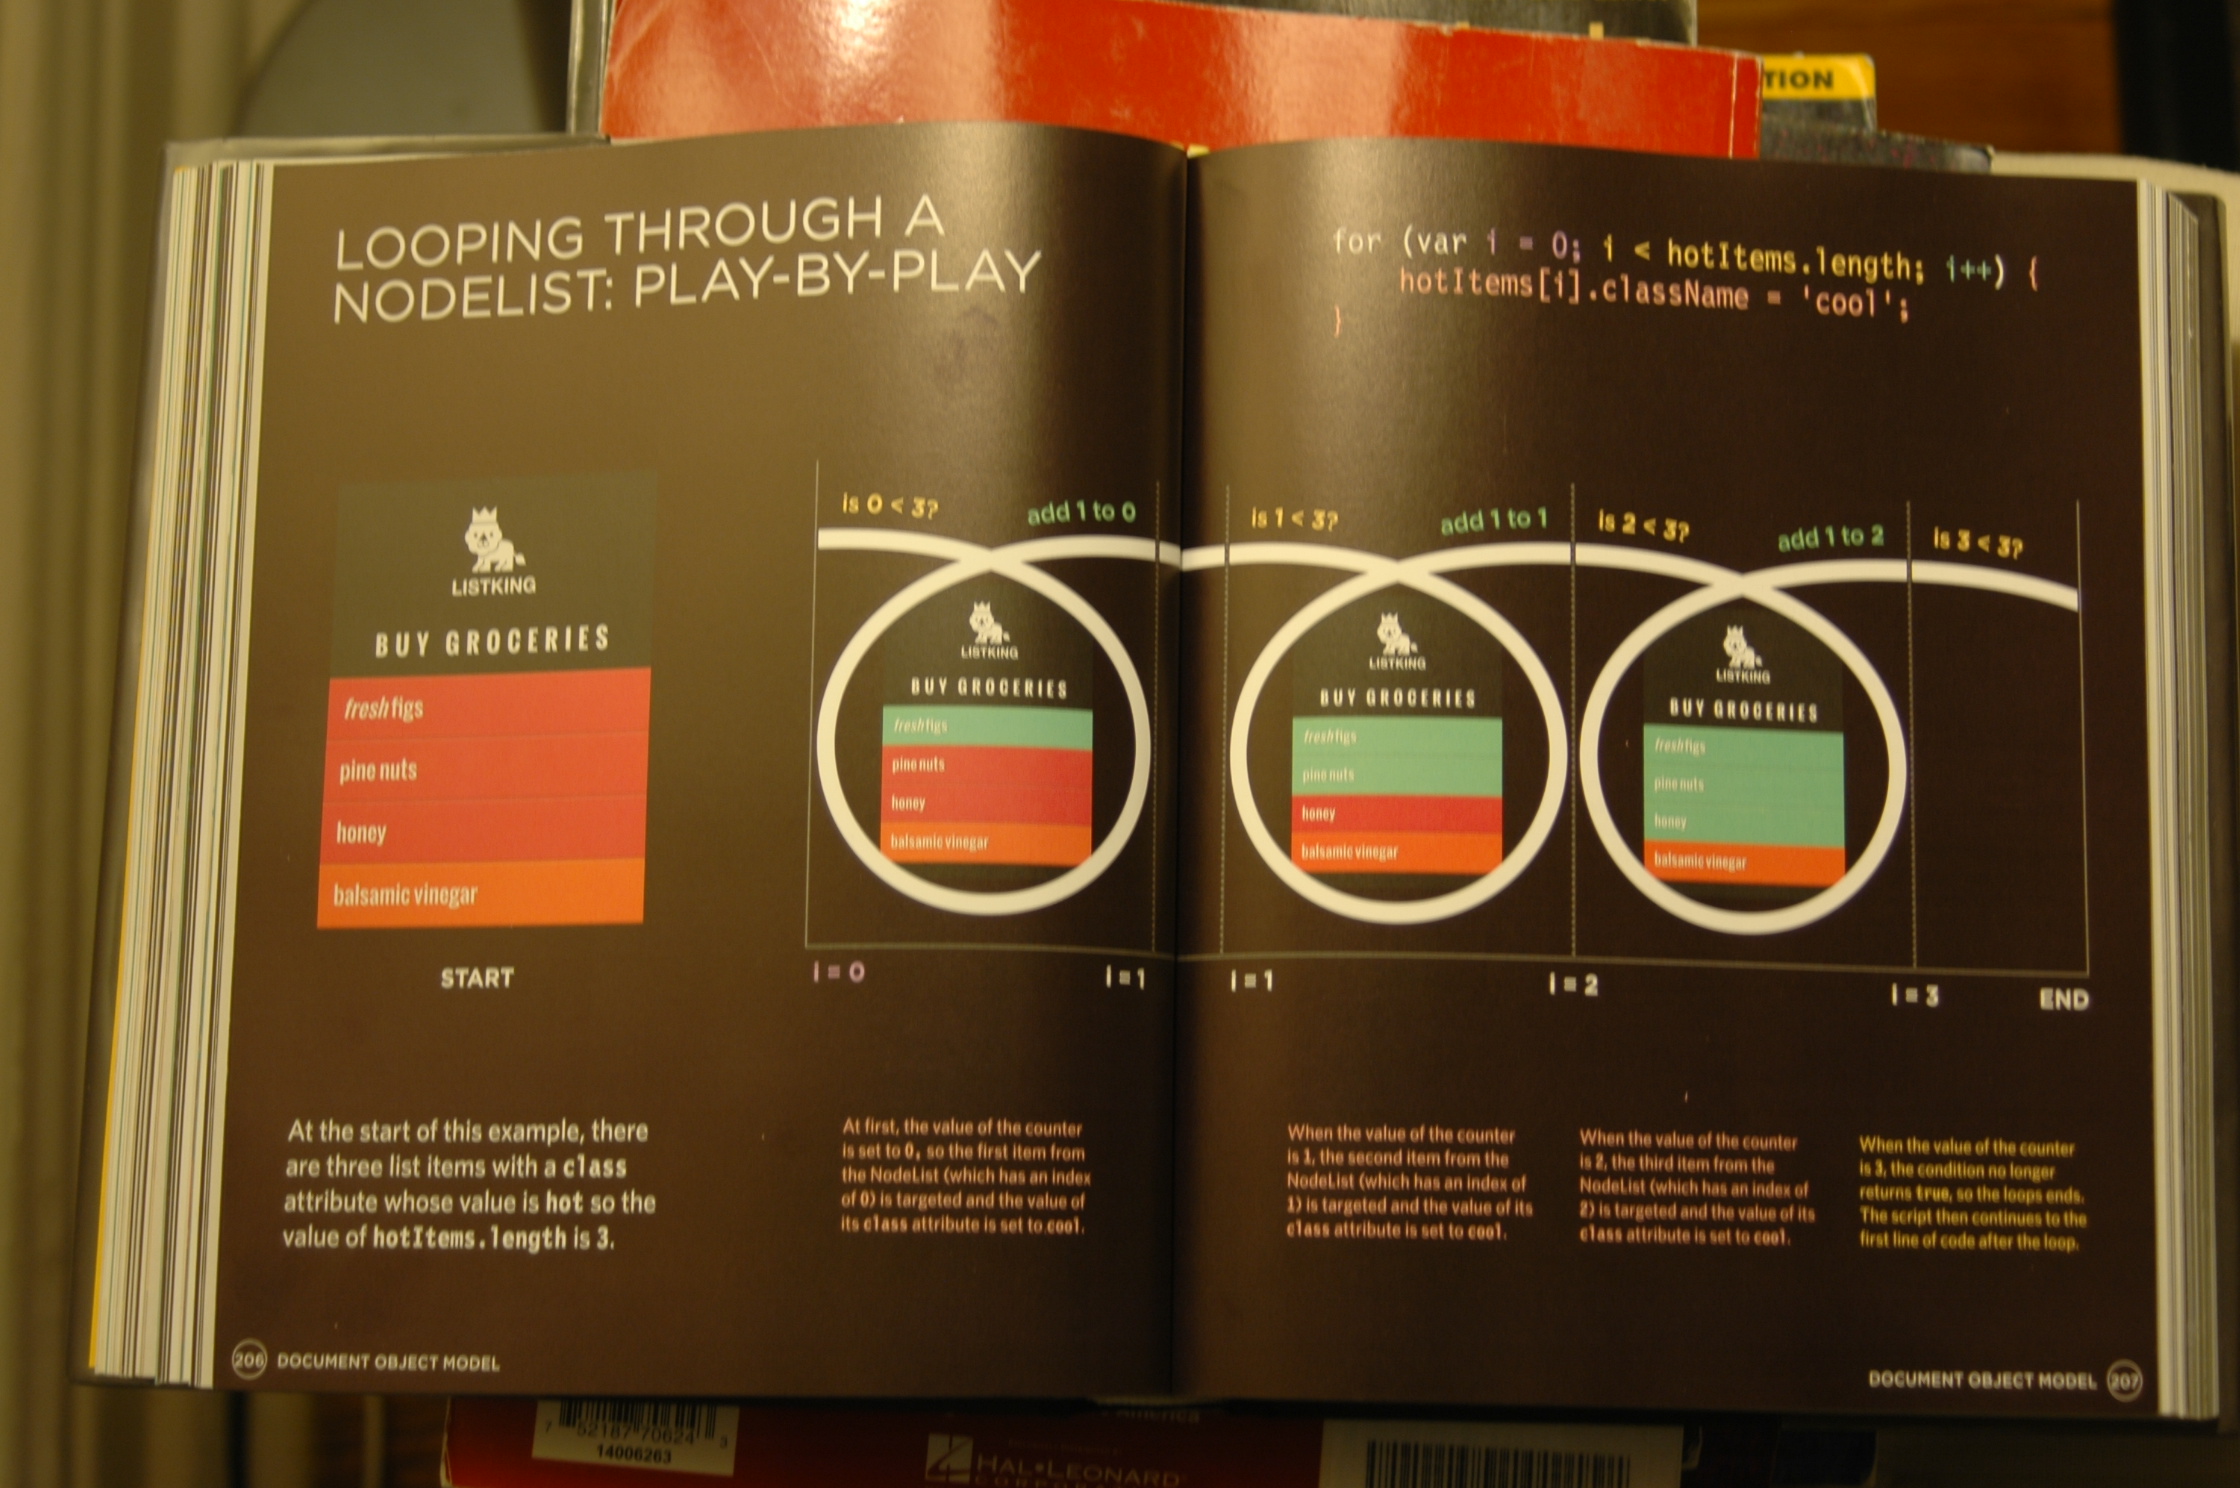 TION
LOOPING THROUGH A
NODELIST: PLAY-BY-PLAY
LISTKING
BUY GROCERIES
fresh figs
pine nuts
honey
balsamic vinegar
START
is 0 < 3?
add 1 to 0
LISTKING
BUY GROCERIES
fresh figs
pine nuts
honey
balsamic vinegar
i = 0
i = 1
At the start of this example, there
are three list items with a class
attribute whose value is hot so the
value of hotItems.length is 3.
At first, the value of the counter
is set to 0, so the first item from
the NodeList (which has an index
of 0) is targeted and the value of
its class attribute is set to cool.
206 DOCUMENT OBJECT MODEL
for (var i = 0; i < hotItems.length; i++) {
hotItems[i].className = 'cool';
}
is 1 < 3?
add 1 to 1
is 2 < 3?
add 1 to 2
is 3 < 3?
LISTKING
BUY GROCERIES
fresh figs
pine nuts
honey
balsamic vinegar
LISTKING
BUY GROCERIES
fresh figs
pine nuts
honey
balsamic vinegar
i = 1
i = 2
i = 3
END
When the value of the counter
is 1, the second item from the
NodeList (which has an index of
1) is targeted and the value of its
class attribute is set to cool.
When the value of the counter
is 2, the third item from the
NodeList (which has an index of
2) is targeted and the value of its
class attribute is set to cool.
When the value of the counter
is 3, the condition no longer
returns true, so the loops ends.
The script then continues to the
first line of code after the loop.
DOCUMENT OBJECT MODEL 207
7 52187 70624 3
14006263
America
HAL•LEONARD
CORPORATION